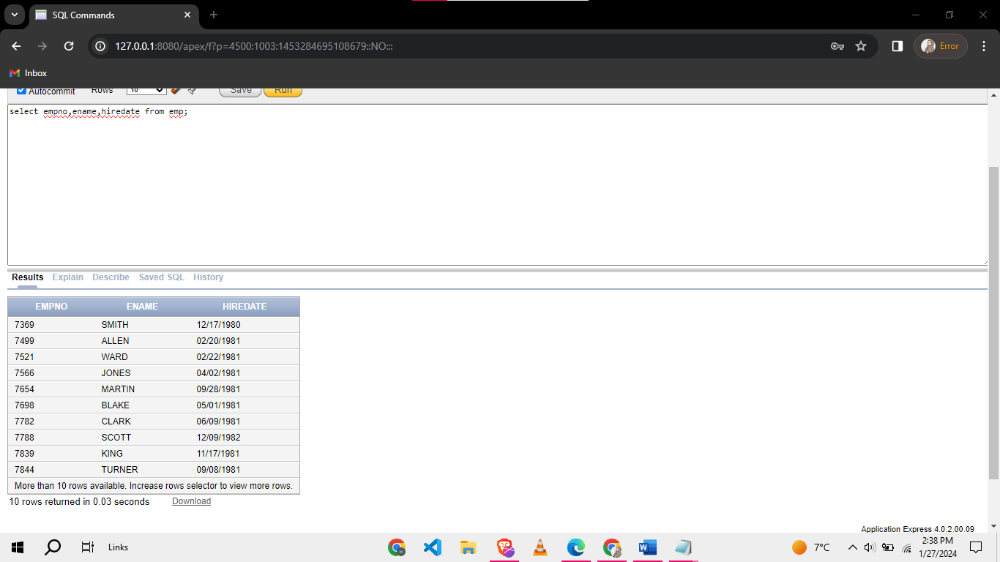 SQL Commands
127.0.0.1:8080/apex/f?p=4500:1003:1453284695108679::NO:::
Error
Inbox
Autocommit Rows 10 Save Run
select empno,ename,hiredate from emp;
Results Explain Describe Saved SQL History
EMPNO ENAME HIREDATE
7369 SMITH 12/17/1980
7499 ALLEN 02/20/1981
7521 WARD 02/22/1981
7566 JONES 04/02/1981
7654 MARTIN 09/28/1981
7698 BLAKE 05/01/1981
7782 CLARK 06/09/1981
7788 SCOTT 12/09/1982
7839 KING 11/17/1981
7844 TURNER 09/08/1981
More than 10 rows available. Increase rows selector to view more rows.
10 rows returned in 0.03 seconds Download
Application Express 4.0.2.00.09
Links
7°C
2:38 PM
1/27/2024